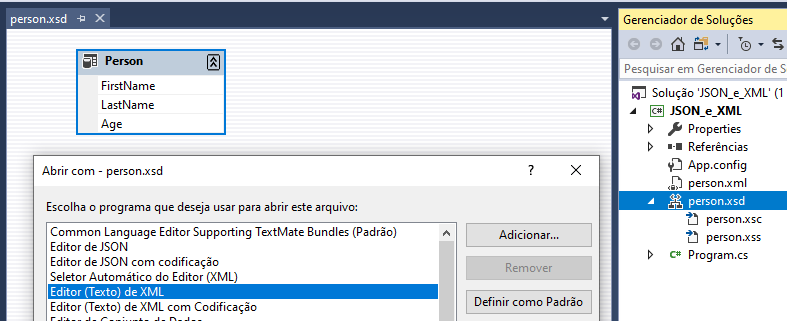 person.xsd
Person
FirstName
LastName
Age
Abrir com - person.xsd
?
Escolha o programa que deseja usar para abrir este arquivo:
Common Language Editor Supporting TextMate Bundles (Padrão)
Editor de JSON
Editor de JSON com codificação
Seletor Automático do Editor (XML)
Editor (Texto) de XML
Editor (Texto) de XML com Codificação
Adicionar...
Remover
Definir como Padrão
Gerenciador de Soluções
Pesquisar em Gerenciador de S
Solução 'JSON_e_XML' (1
C# JSON_e_XML
Properties
Referências
App.config
person.xml
person.xsd
person.xsc
person.xss
C# Program.cs